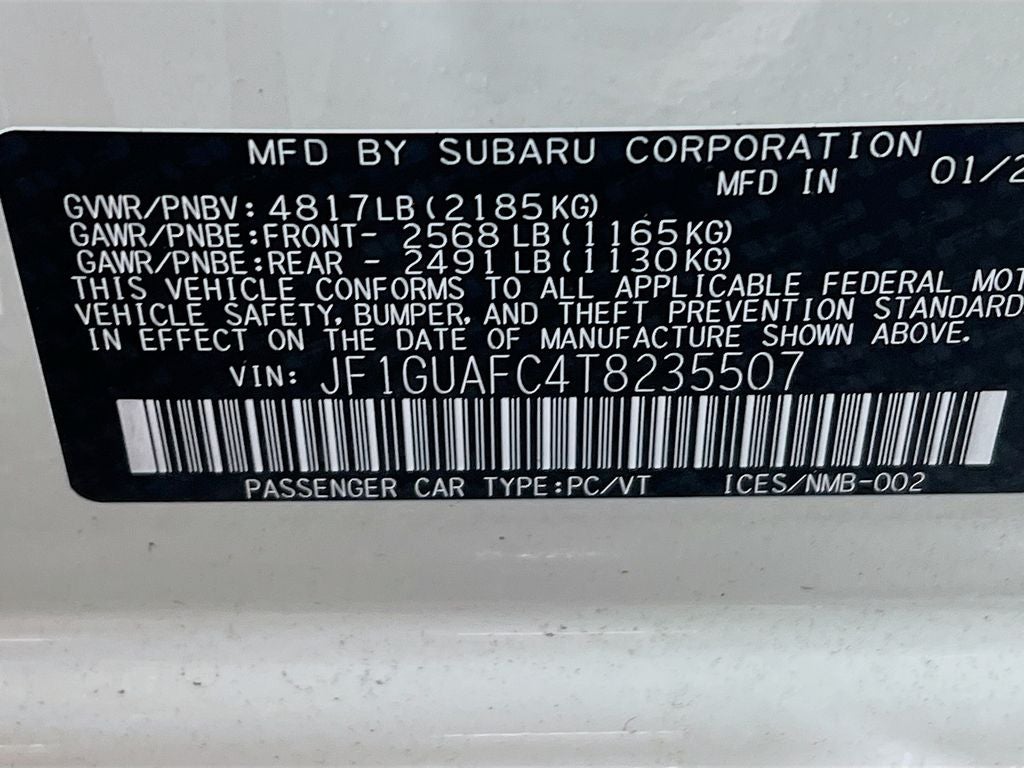 MFD BY SUBARU CORPORATION
MFD IN 01/2
GVWR/PNBV: 4817LB(2185KG)
GAWR/PNBE:FRONT- 2568 LB(1165KG)
GAWR/PNBE:REAR - 2491 LB(1130KG)
THIS VEHICLE CONFORMS TO ALL APPLICABLE FEDERAL MOT
VEHICLE SAFETY, BUMPER, AND THEFT PREVENTION STANDARD
IN EFFECT ON THE DATE OF MANUFACTURE SHOWN ABOVE.
VIN: JF1GUAFC4T8235507
PASSENGER CAR TYPE:PC/VT ICES/NMB-002